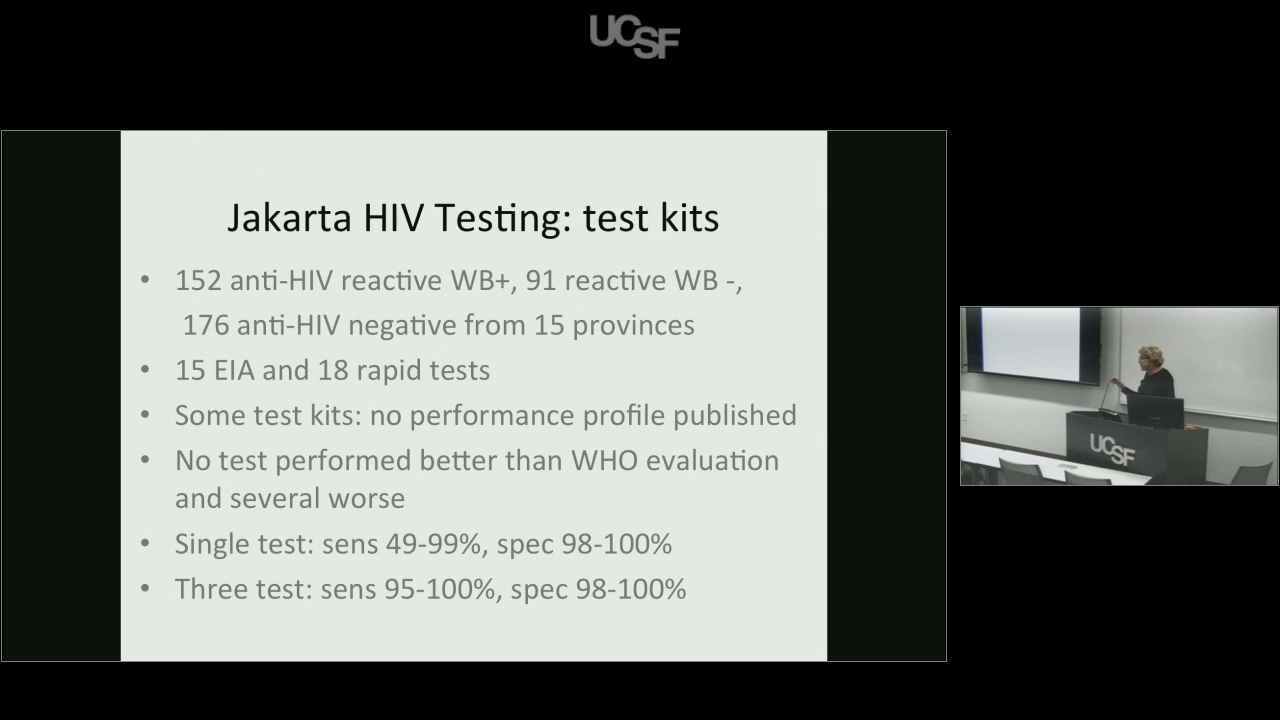 UCSF
Jakarta HIV Testing: test kits
• 152 anti-HIV reactive WB+, 91 reactive WB -,
176 anti-HIV negative from 15 provinces
• 15 EIA and 18 rapid tests
• Some test kits: no performance profile published
• No test performed better than WHO evaluation
and several worse
• Single test: sens 49-99%, spec 98-100%
• Three test: sens 95-100%, spec 98-100%
UCSF